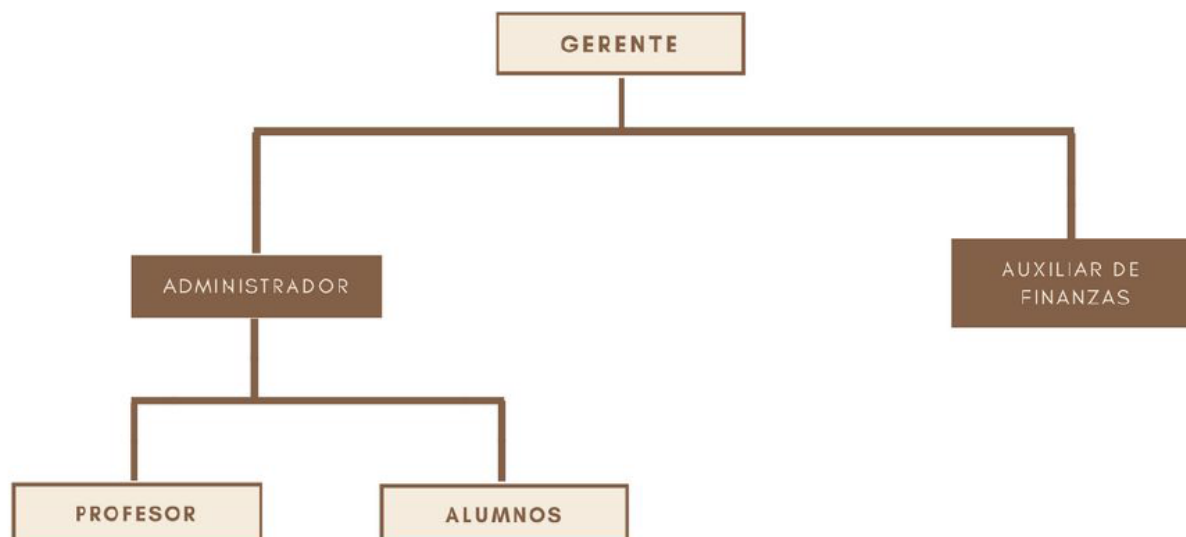 GERENTE
ADMINISTRADOR
AUXILIAR DE
FINANZAS
PROFESOR
ALUMNOS